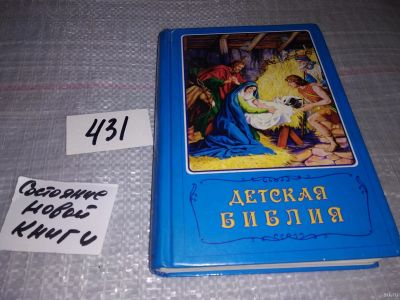 431
Состояние
новой
книги
ДЕТСКАЯ
БИБЛИЯ